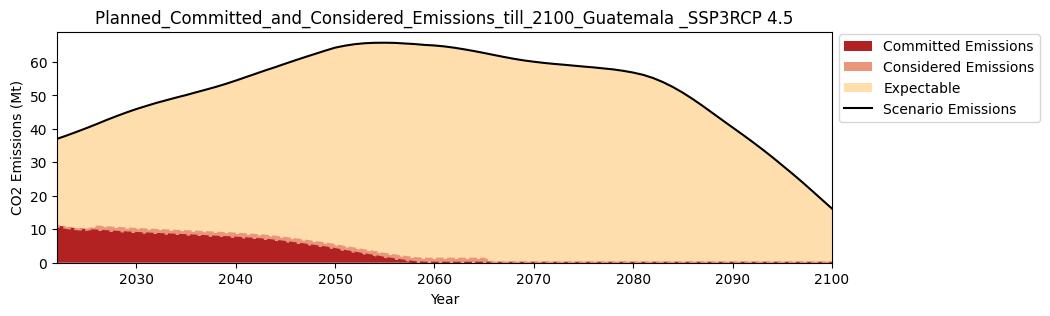 Planned_Committed_and_Considered_Emissions_till_2100_Guatemala _SSP3RCP 4.5
CO2 Emissions (Mt)
60
50
40
30
20
10
0
2030 2040 2050 2060 2070 2080 2090 2100
Year
Committed Emissions
Considered Emissions
Expectable
Scenario Emissions